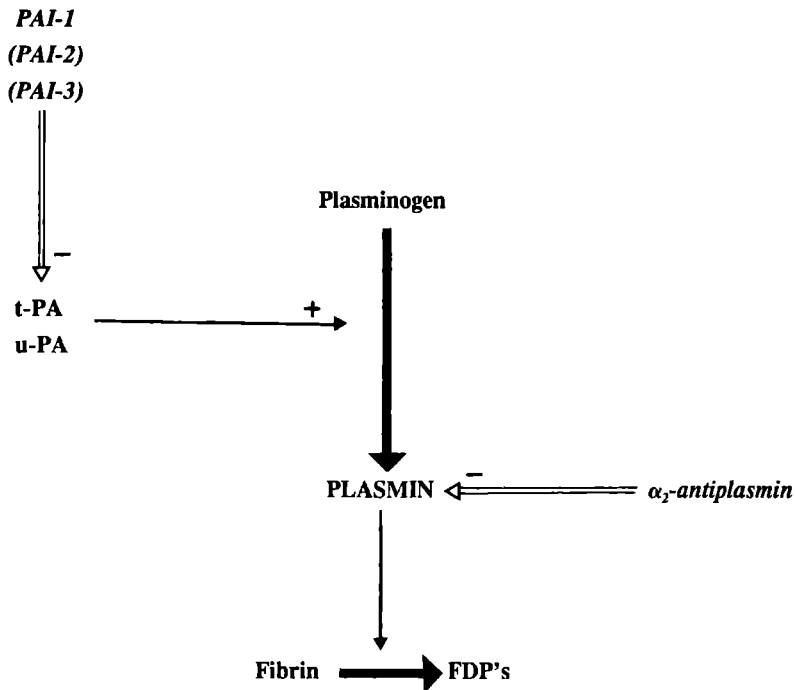 PAI-1
(PAI-2)
(PAI-3)
Plasminogen
–
t-PA
+
u-PA
–
PLASMIN
α₂-antiplasmin
Fibrin
FDP's